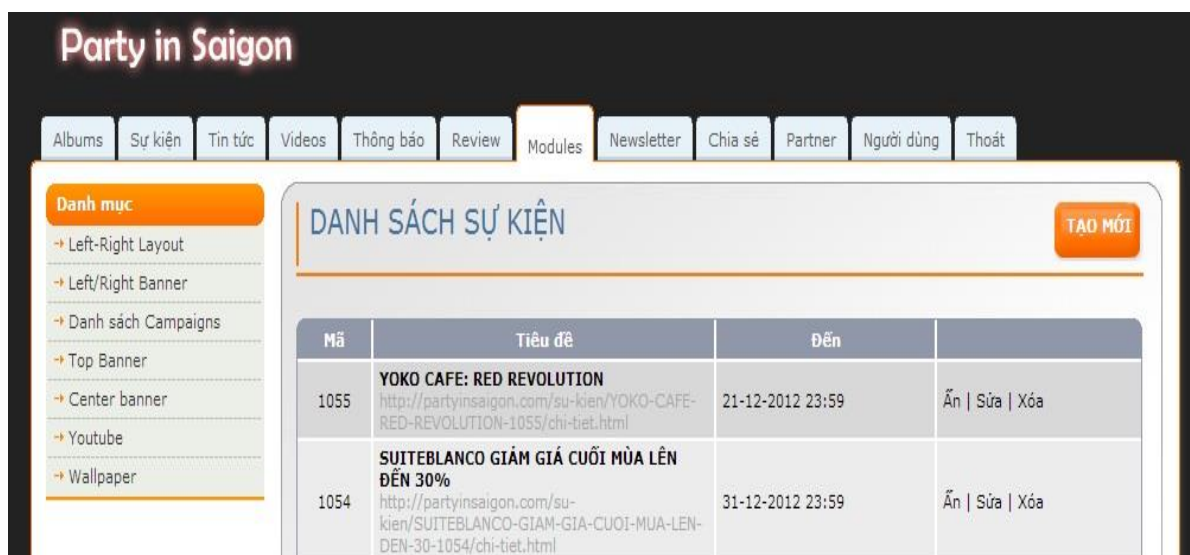 Party in Saigon
Albums Sự kiện Tin tức Videos Thông báo Review Modules Newsletter Chia sẻ Partner Người dùng Thoát
Danh mục
Left-Right Layout
Left/Right Banner
Danh sách Campaigns
Top Banner
Center banner
Youtube
Wallpaper
DANH SÁCH SỰ KIỆN
TẠO MỚI
Mã Tiêu đề Đến
YOKO CAFE: RED REVOLUTION
1055 http://partyinsaigon.com/su-kien/YOKO-CAFE- 21-12-2012 23:59 Ẩn | Sửa | Xóa
RED-REVOLUTION-1055/chi-tiet.html
SUITEBLANCO GIẢM GIÁ CUỐI MÙA LÊN
ĐẾN 30%
1054 http://partyinsaigon.com/su- 31-12-2012 23:59 Ẩn | Sửa | Xóa
kien/SUITEBLANCO-GIAM-GIA-CUOI-MUA-LEN-
DEN-30-1054/chi-tiet.html